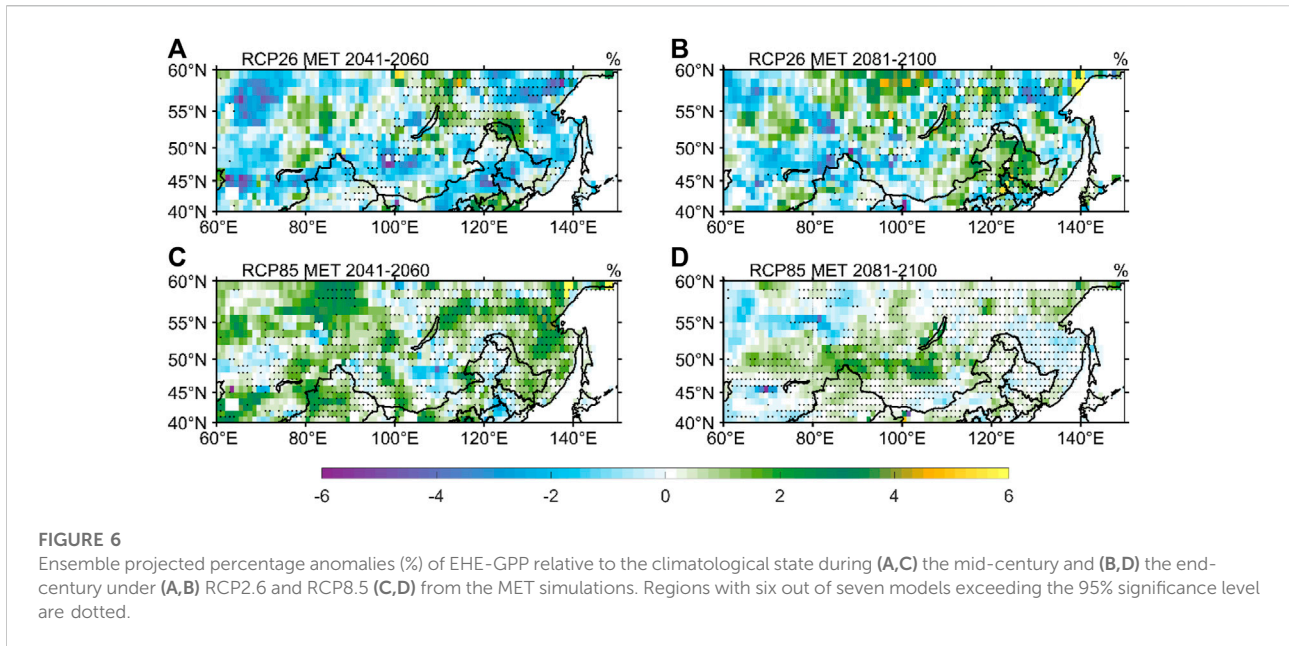 A
RCP26 MET 2041-2060 %
60°N
55°N
50°N
45°N
40°N
60°E 80°E 100°E 120°E 140°E
B
RCP26 MET 2081-2100 %
60°N
55°N
50°N
45°N
40°N
60°E 80°E 100°E 120°E 140°E
C
RCP85 MET 2041-2060 %
60°N
55°N
50°N
45°N
40°N
60°E 80°E 100°E 120°E 140°E
D
RCP85 MET 2081-2100 %
60°N
55°N
50°N
45°N
40°N
60°E 80°E 100°E 120°E 140°E
-6 -4 -2 0 2 4 6
FIGURE 6
Ensemble projected percentage anomalies (%) of EHE-GPP relative to the climatological state during (A,C) the mid-century and (B,D) the end-
century under (A,B) RCP2.6 and RCP8.5 (C,D) from the MET simulations. Regions with six out of seven models exceeding the 95% significance level
are dotted.